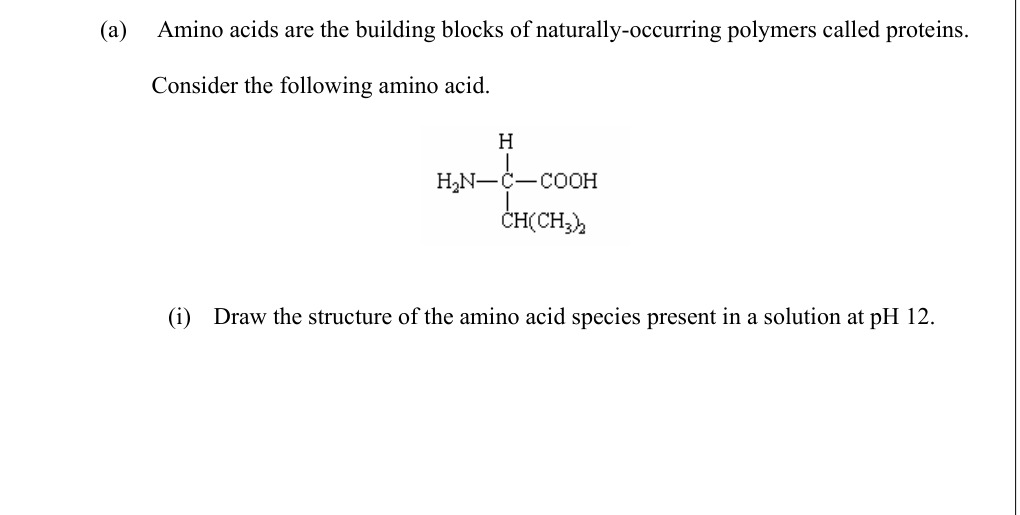 (a) Amino acids are the building blocks of naturally-occurring polymers called proteins.
Consider the following amino acid.
H
H₂N—C—COOH
CH(CH₃)₂
(i) Draw the structure of the amino acid species present in a solution at pH 12.